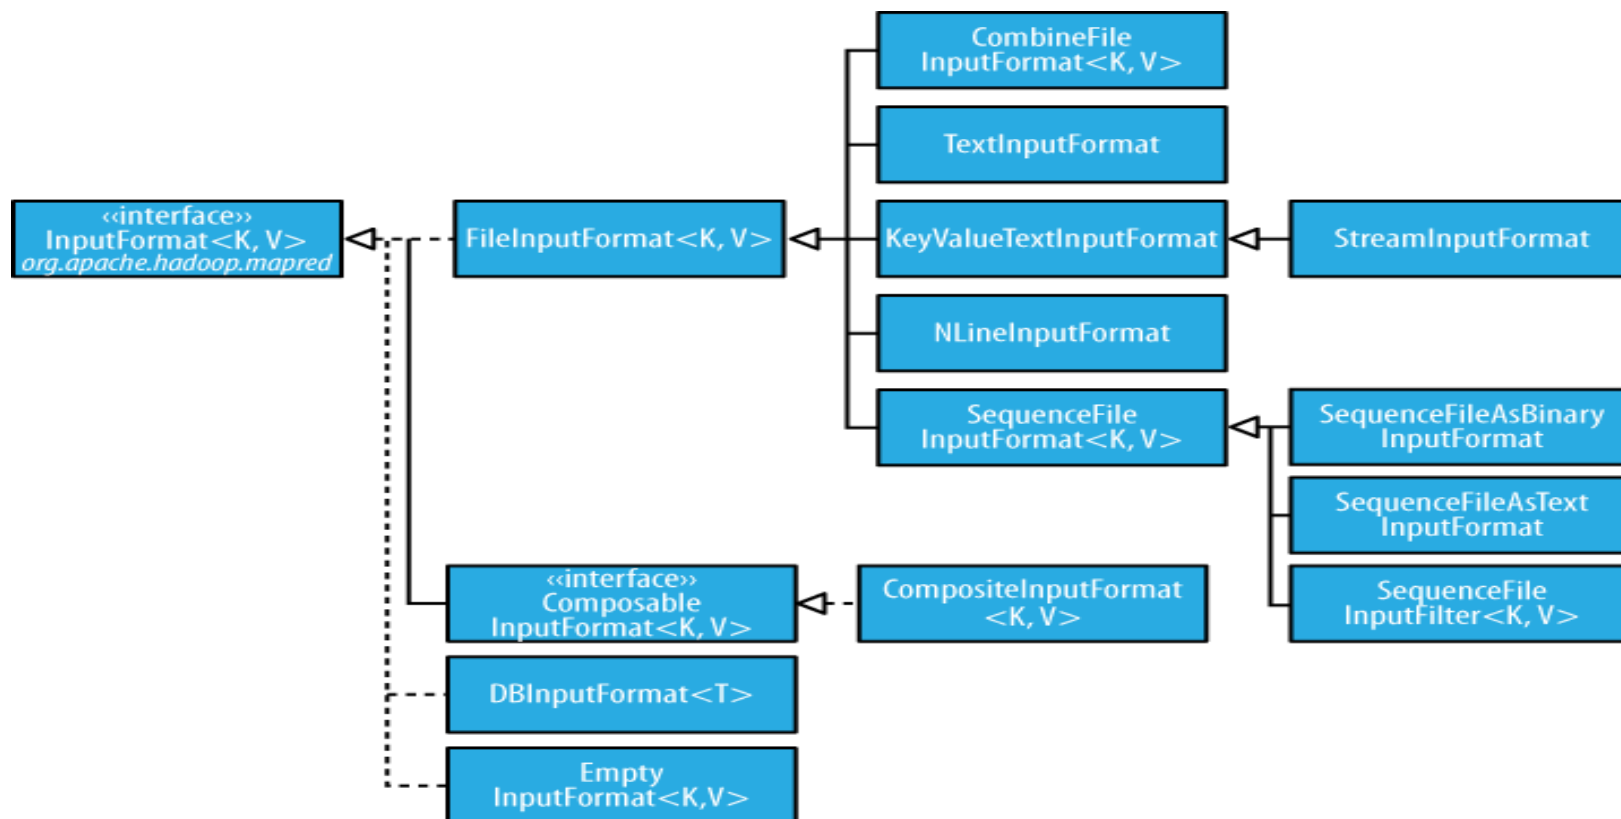 CombineFile
InputFormat<K, V>
TextInputFormat
‹‹interface››
InputFormat<K, V>
org.apache.hadoop.mapred
FileInputFormat<K, V>
KeyValueTextInputFormat
StreamInputFormat
NLineInputFormat
SequenceFile
InputFormat<K, V>
SequenceFileAsBinary
InputFormat
SequenceFileAsText
InputFormat
‹‹interface››
Composable
InputFormat<K, V>
CompositeInputFormat
<K, V>
SequenceFile
InputFilter<K, V>
DBInputFormat<T>
Empty
InputFormat<K,V>